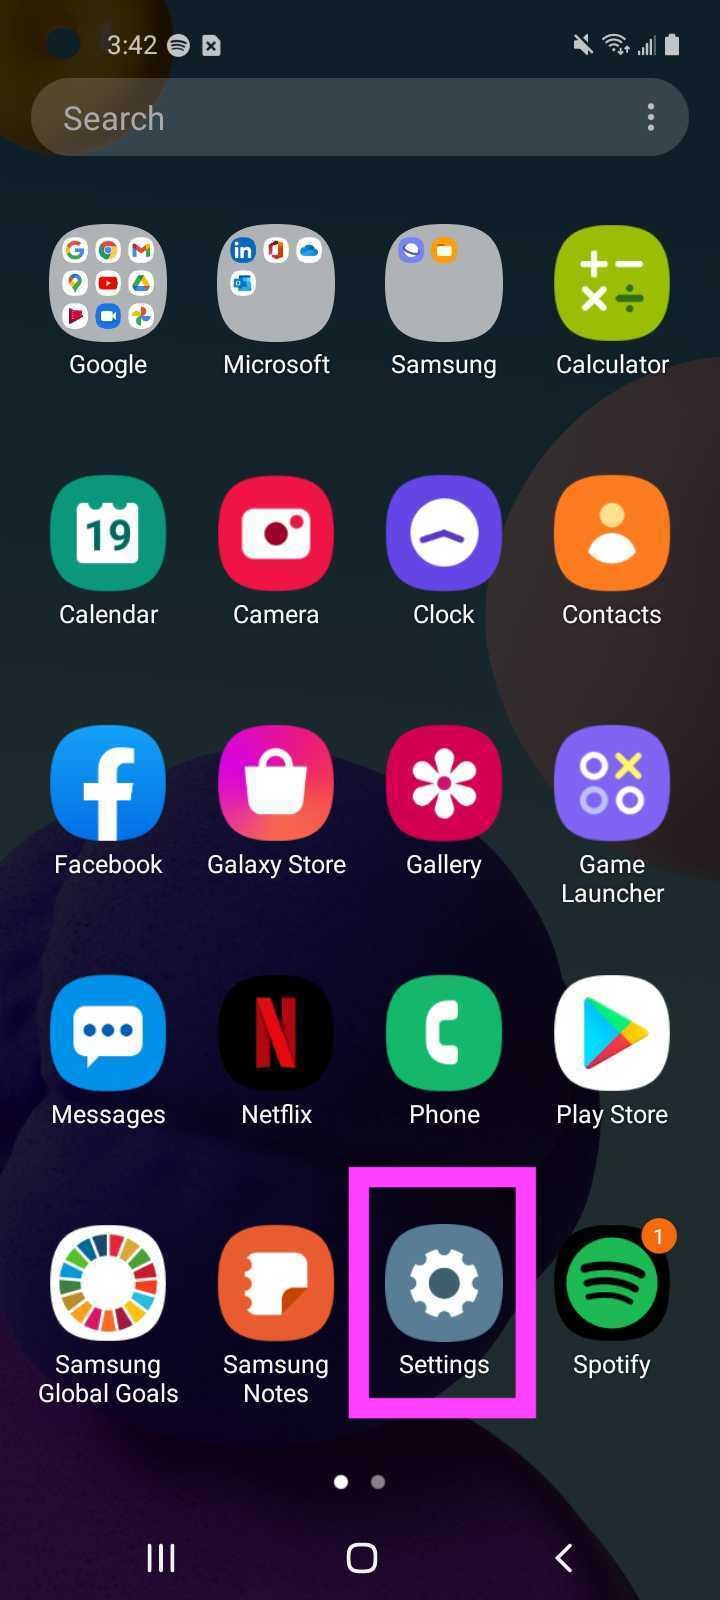 3:42
Search
Google Microsoft Samsung Calculator
19
Calendar Camera Clock Contacts
Facebook Galaxy Store Gallery Game
Launcher
Messages Netflix Phone Play Store
1
Samsung Samsung Settings Spotify
Global Goals Notes